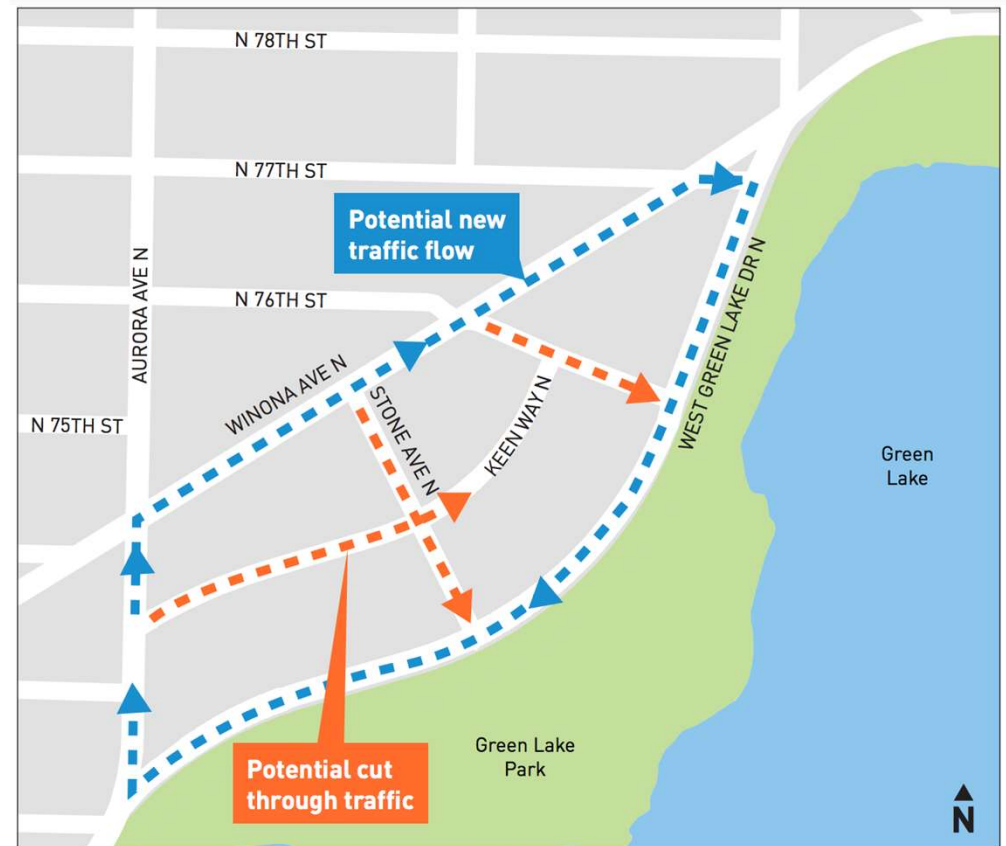 N 78TH ST
N 77TH ST
Potential new
traffic flow
AURORA AVE N
N 76TH ST
WEST GREEN LAKE DR N
WINONA AVE N
STONE AVE N
KEEN WAY N
N 75TH ST
Green
Lake
Green Lake
Park
Potential cut
through traffic
N